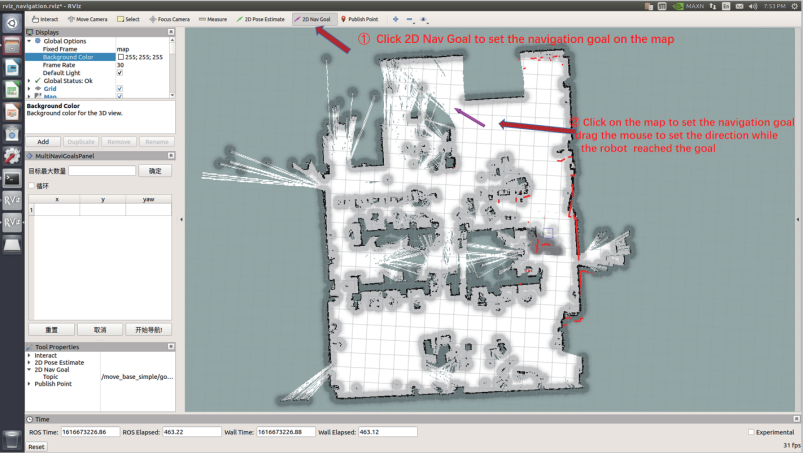 rviz_navigation.rviz* - RViz
MAXN
En
7:53 PM
Interact
Move Camera
Select
Focus Camera
Measure
2D Pose Estimate
2D Nav Goal
Publish Point
① Click 2D Nav Goal to set the navigation goal on the map
Displays
Global Options
Fixed Frame map
Background Color 255; 255; 255
Frame Rate 30
Default Light ✓
Global Status: Ok
Grid
Map
Background Color
Background color for the 3D view.
Click on the map to set the navigation goal
drag the mouse to set the direction while
the robot reached the goal
Add Duplicate Remove Rename
MultiNaviGoalsPanel
目标最大数量 确定
循环
x y yaw
1
重置 取消 开始导航!
Tool Properties
Interact
2D Pose Estimate
2D Nav Goal
Topic /move_base_simple/go...
Publish Point
Time
ROS Time: 1616673226.86 ROS Elapsed: 463.22 Wall Time: 1616673226.88 Wall Elapsed: 463.12 Experimental
Reset 31 fps